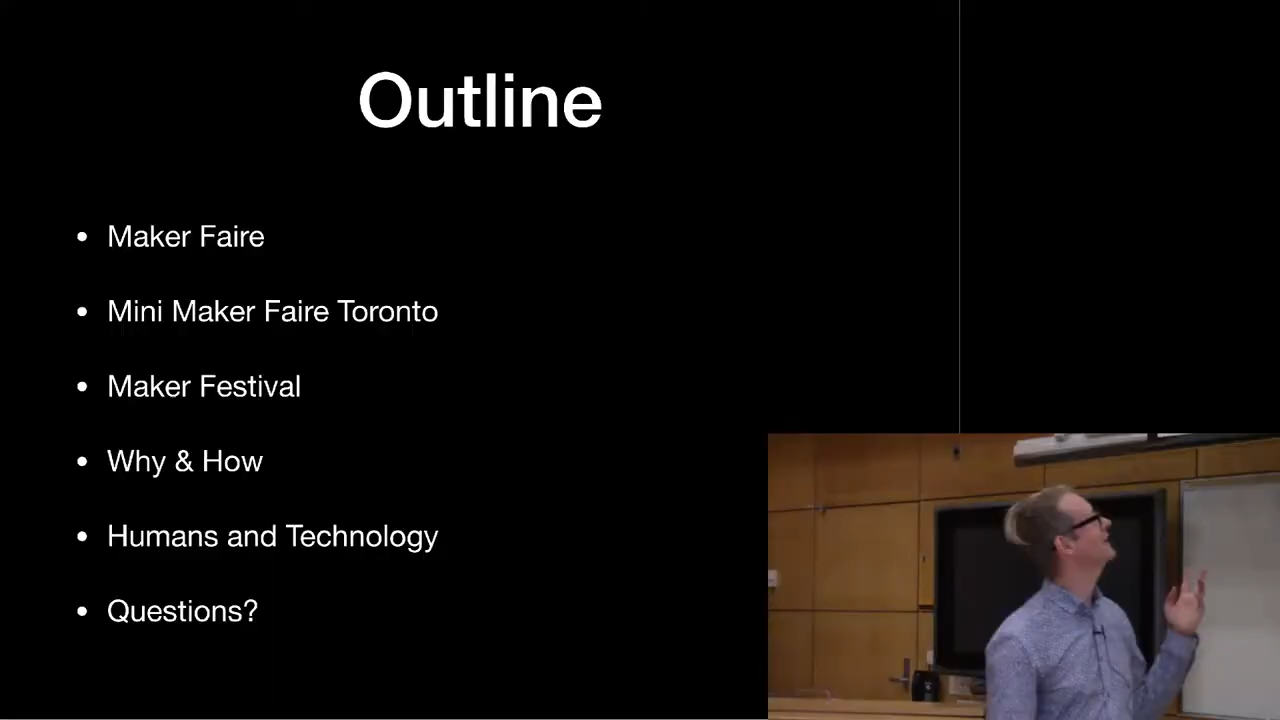 Outline
• Maker Faire
• Mini Maker Faire Toronto
• Maker Festival
• Why & How
• Humans and Technology
• Questions?